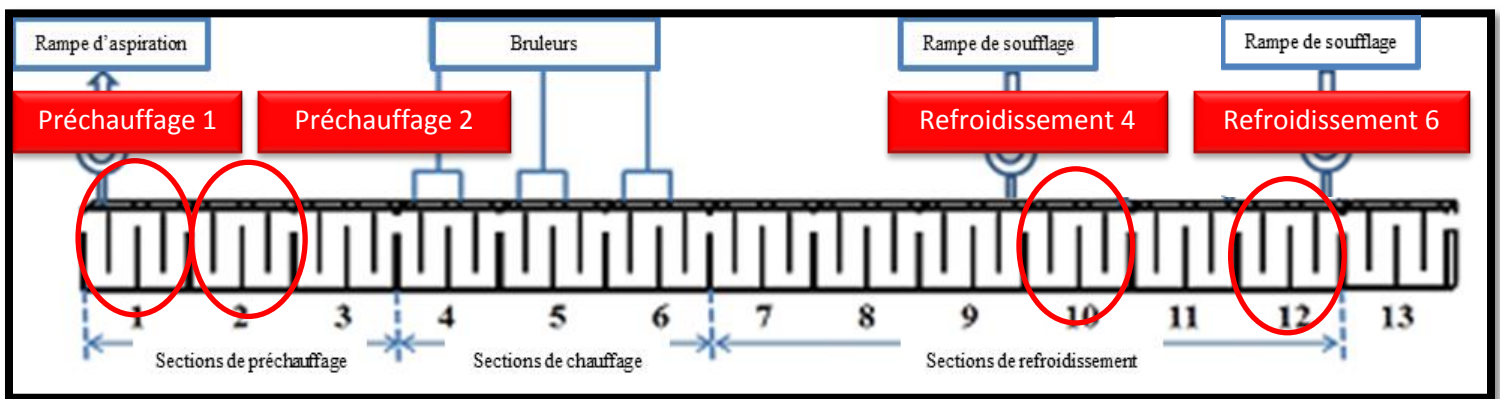 Rampe d'aspiration
Bruleurs
Rampe de soufflage
Rampe de soufflage
Préchauffage 1
Préchauffage 2
Refroidissement 4
Refroidissement 6
1 2 3 4 5 6 7 8 9 10 11 12 13
Sections de préchauffage
Sections de chauffage
Sections de refroidissement